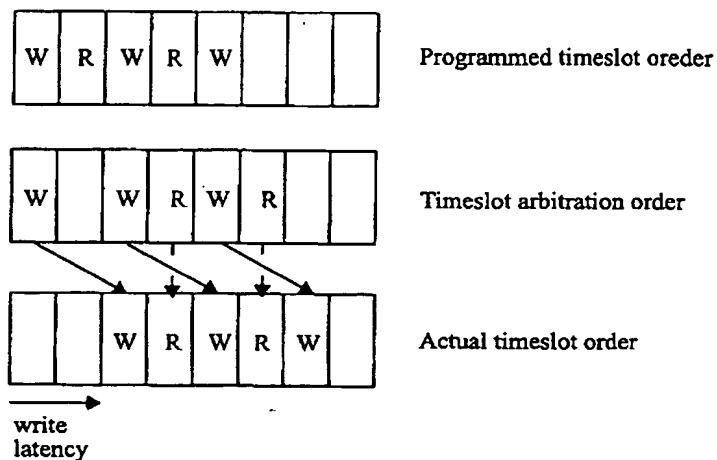 W R W R W
Programmed timeslot oreder
W W R W R
Timeslot arbitration order
W R W R W
Actual timeslot order
write
latency